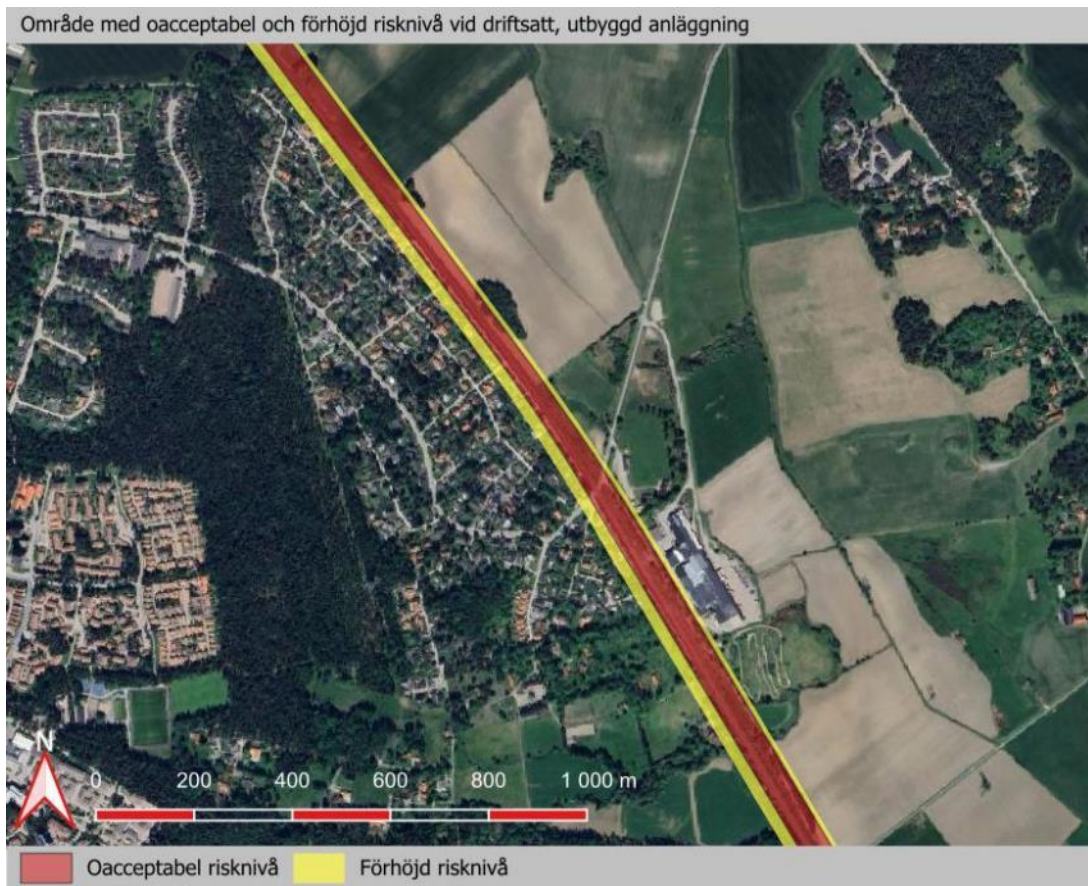 Område med oacceptabel och förhöjd risknivå vid driftsatt, utbyggd anläggning
N
0 200 400 600 800 1 000 m
Oacceptabel risknivå Förhöjd risknivå